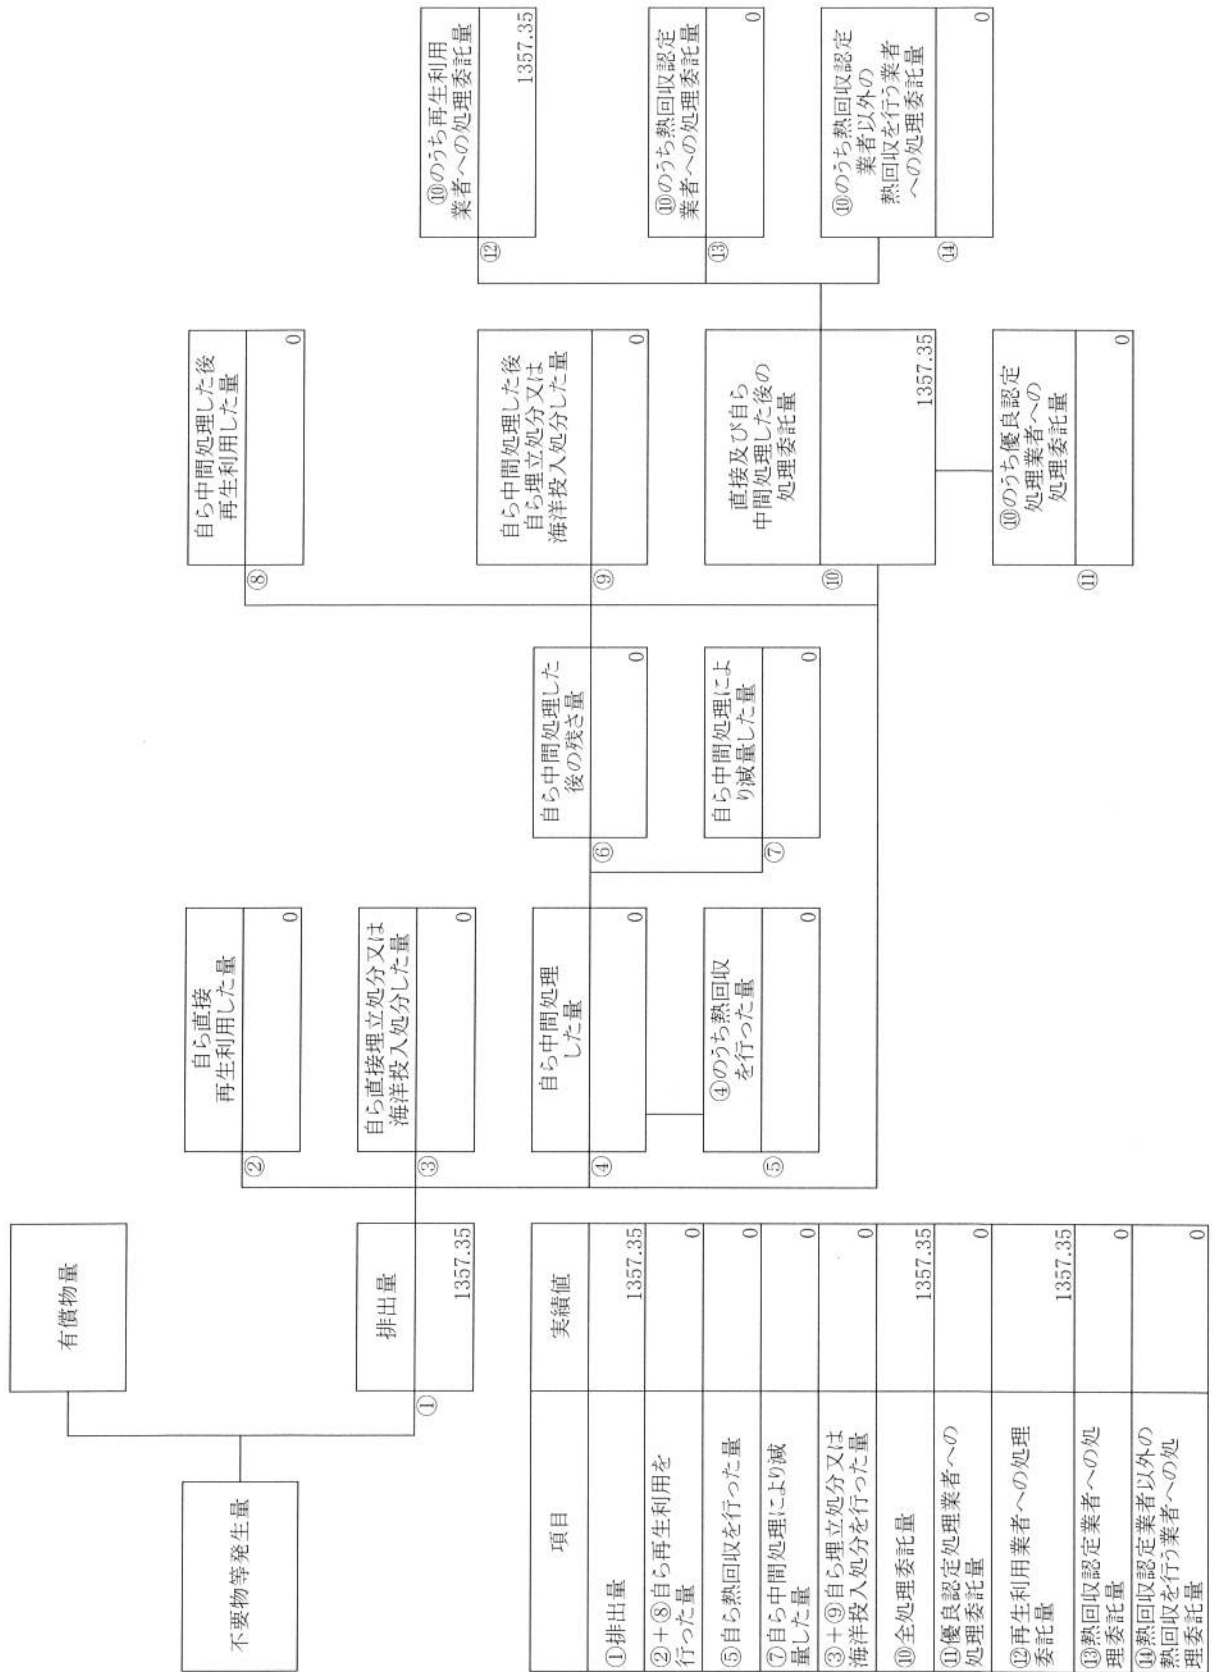 不要物等発生量
有償物量
排出量
①
1357.35
自ら直接
再生利用した量
②
0
自ら直接埋立処分又は
海洋投入処分した量
③
0
自ら中間処理
した量
④
0
④のうち熱回収
を行った量
⑤
0
自ら中間処理した
後の残さ量
⑥
0
自ら中間処理によ
り減量した量
⑦
0
自ら中間処理した後
再生利用した量
⑧
0
自ら中間処理した後
自ら埋立処分又は
海洋投入処分した量
⑨
0
直接及び自ら
中間処理した後の
処理委託量
⑩
1357.35
⑩のうち優良認定
処理業者への
処理委託量
⑪
0
⑩のうち再生利用
業者への処理委託量
⑫
1357.35
⑩のうち熱回収認定
業者への処理委託量
⑬
0
⑩のうち熱回収認定
業者以外の
熱回収を行う業者
への処理委託量
⑭
0
項目 実績値
①排出量 1357.35
②+⑧自ら再生利用を
行った量 0
⑤自ら熱回収を行った量 0
⑦自ら中間処理により減
量した量 0
③+⑨自ら埋立処分又は
海洋投入処分を行った量 0
⑩全処理委託量 1357.35
⑪優良認定処理業者への
処理委託量 0
⑫再生利用業者への処理
委託量 1357.35
⑬熱回収認定業者への処
理委託量 0
⑭熱回収認定業者以外の
熱回収を行う業者への処
理委託量 0